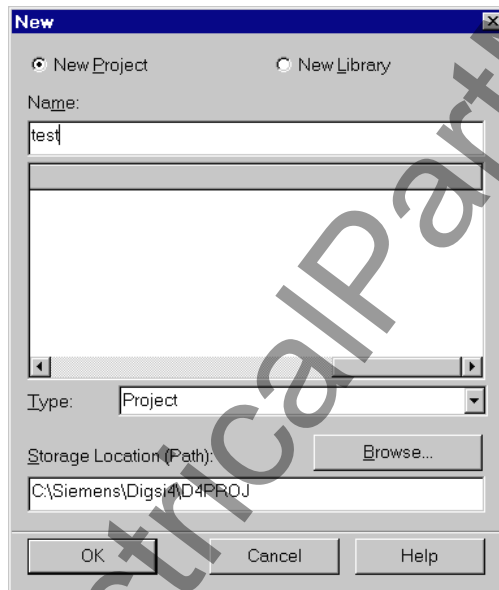 New
New Project New Library
Name:
test
Type: Project
Storage Location (Path): Browse...
C:\Siemens\Digsi4\D4PROJ
OK Cancel Help